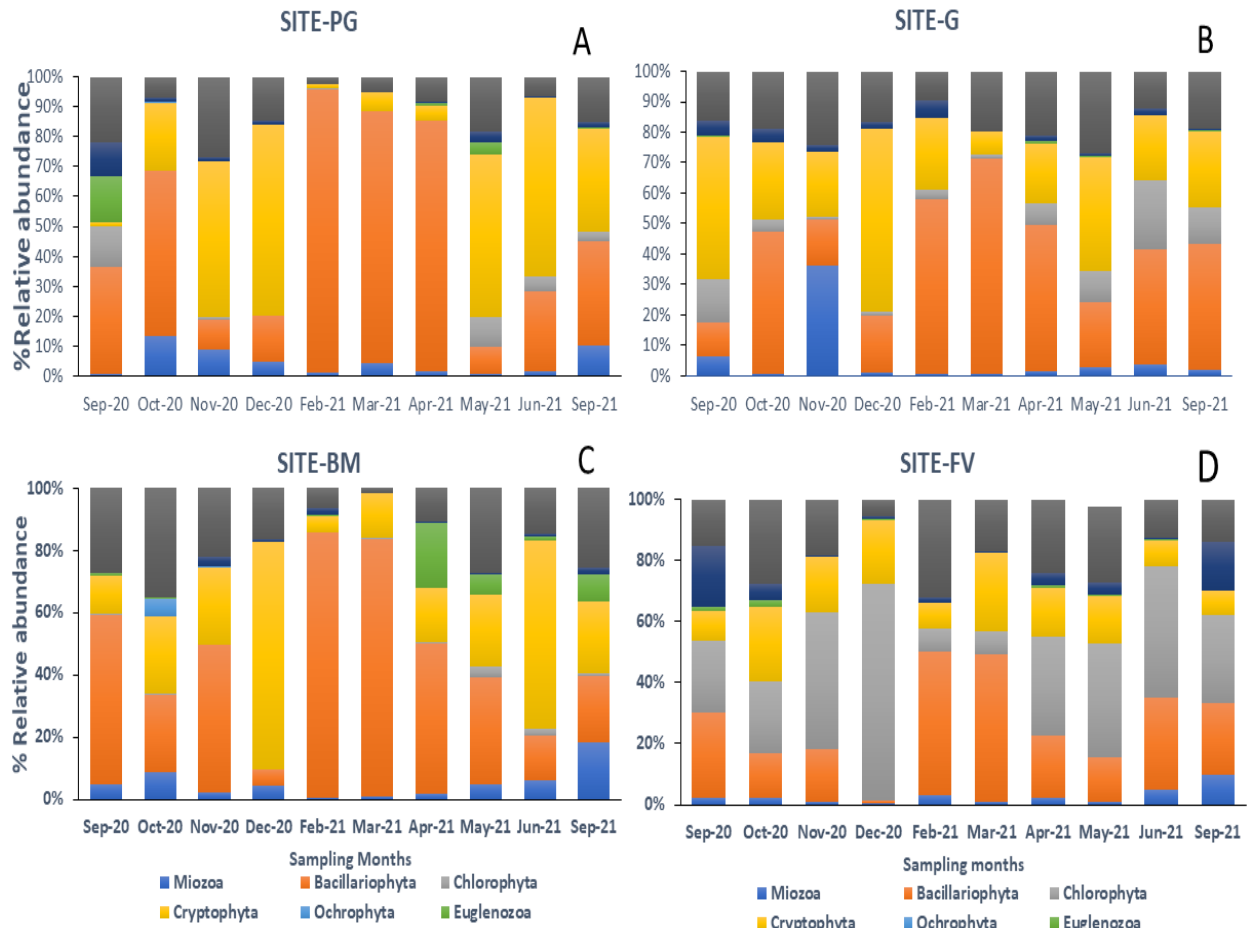 SITE-PG
A
%Relative abundance
100%
90%
80%
70%
60%
50%
40%
30%
20%
10%
0%
Sep-20 Oct-20 Nov-20 Dec-20 Feb-21 Mar-21 Apr-21 May-21 Jun-21 Sep-21
SITE-G
B
100%
90%
80%
70%
60%
50%
40%
30%
20%
10%
0%
Sep-20 Oct-20 Nov-20 Dec-20 Feb-21 Mar-21 Apr-21 May-21 Jun-21 Sep-21
SITE-BM
C
% Relative abundance
100%
80%
60%
40%
20%
0%
Sep-20 Oct-20 Nov-20 Dec-20 Feb-21 Mar-21 Apr-21 May-21 Jun-21 Sep-21
Sampling Months
Miozoa Bacillariophyta Chlorophyta
Cryptophyta Ochrophyta Euglenozoa
SITE-FV
D
100%
80%
60%
40%
20%
0%
Sep-20 Oct-20 Nov-20 Dec-20 Feb-21 Mar-21 Apr-21 May-21 Jun-21 Sep-21
Sampling months
Miozoa Bacillariophyta Chlorophyta
Cryptophyta Ochrophyta Euglenozoa